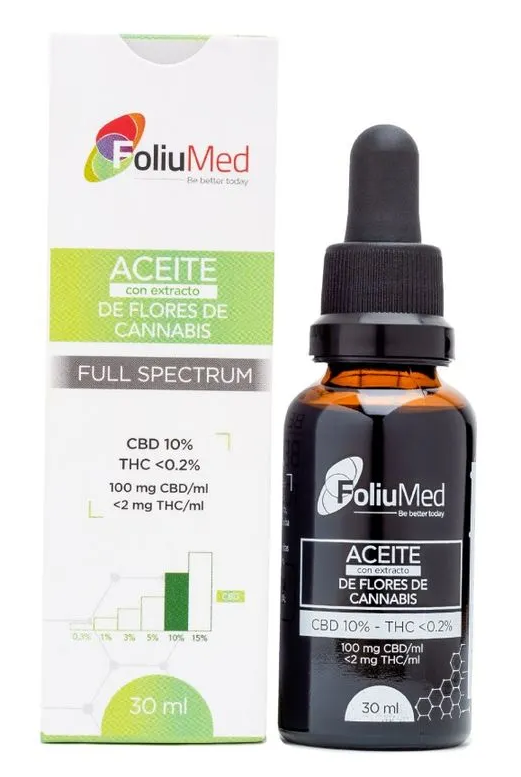 FoliuMed
Be better today
ACEITE
con extracto
DE FLORES DE
CANNABIS
FULL SPECTRUM
CBD 10%
THC <0.2%
100 mg CBD/ml
<2 mg THC/ml
CBD
0,3% 1% 3% 5% 10% 15%
30 ml
FoliuMed
Be better today
ACEITE
con extracto
DE FLORES DE
CANNABIS
CBD 10% - THC <0.2%
100 mg CBD/ml
<2 mg THC/ml
30 ml